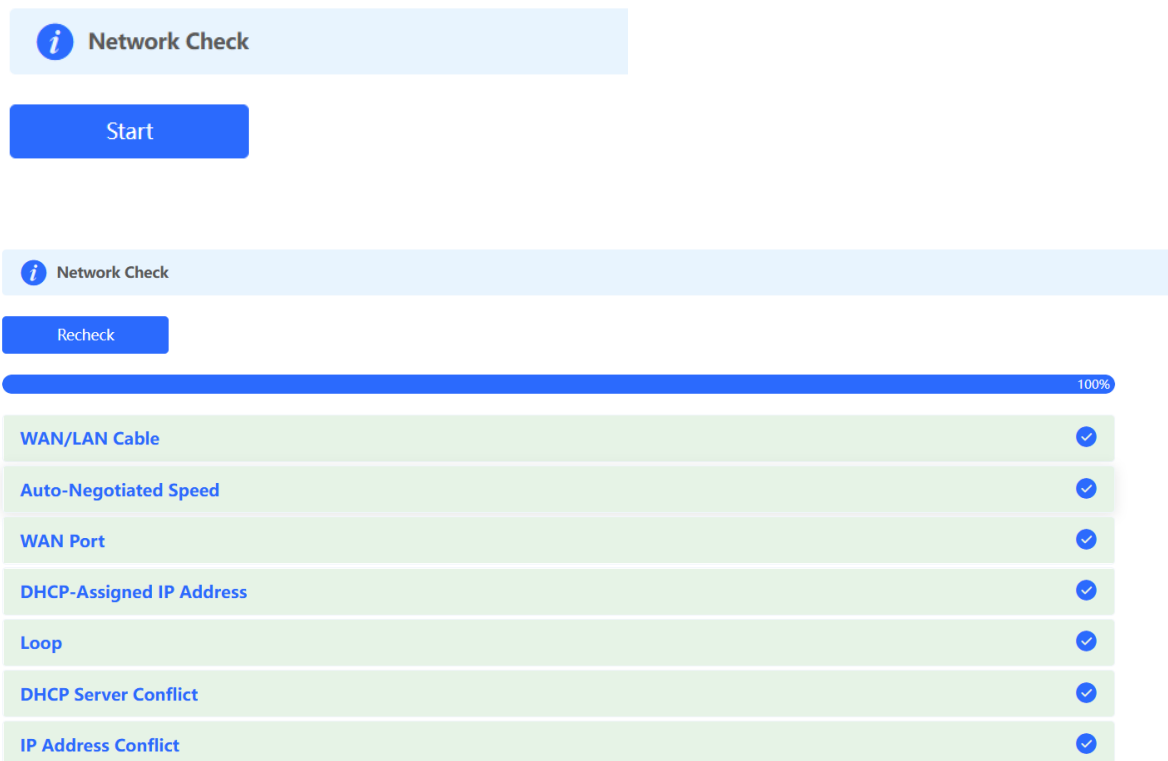 Network Check
Start
Network Check
Recheck
100%
WAN/LAN Cable
Auto-Negotiated Speed
WAN Port
DHCP-Assigned IP Address
Loop
DHCP Server Conflict
IP Address Conflict